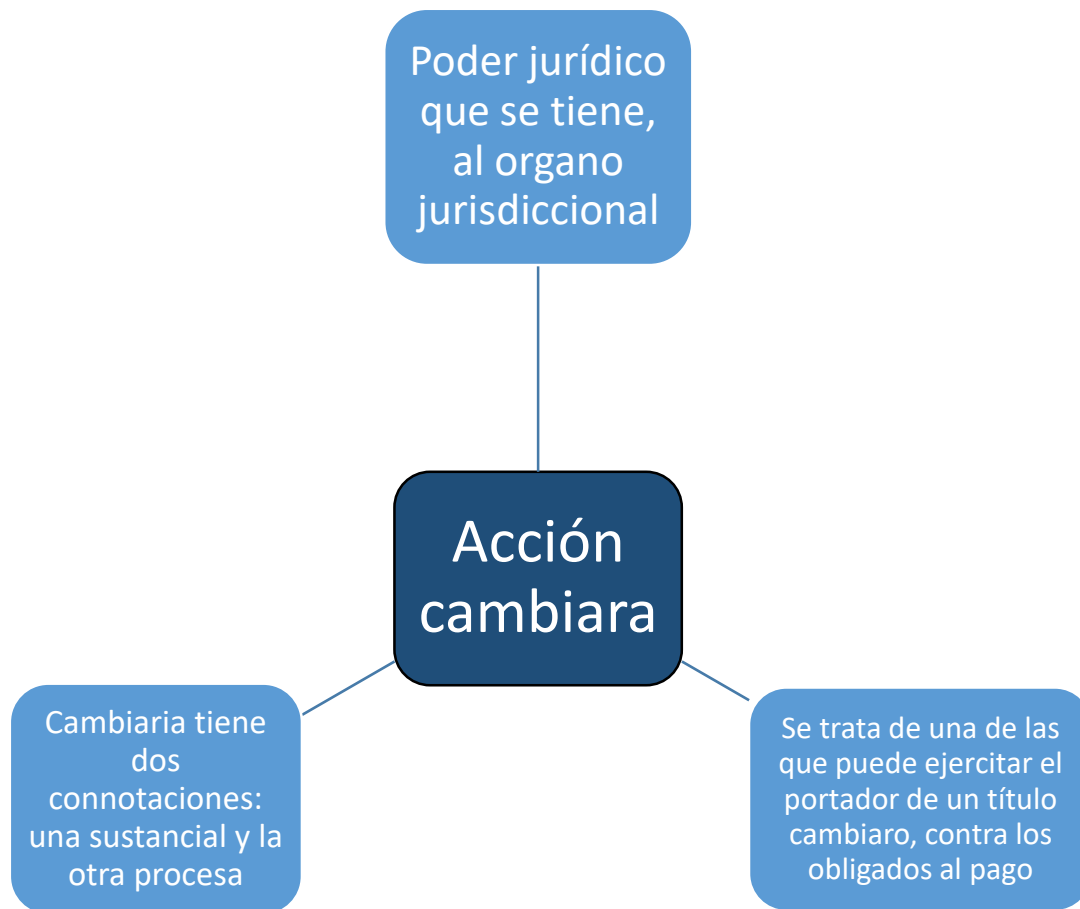 Poder jurídico
que se tiene,
al organo
jurisdiccional
Acción
cambiara
Cambiaria tiene
dos
connotaciones:
una sustancial y la
otra procesa
Se trata de una de las
que puede ejercitar el
portador de un título
cambiaro, contra los
obligados al pago